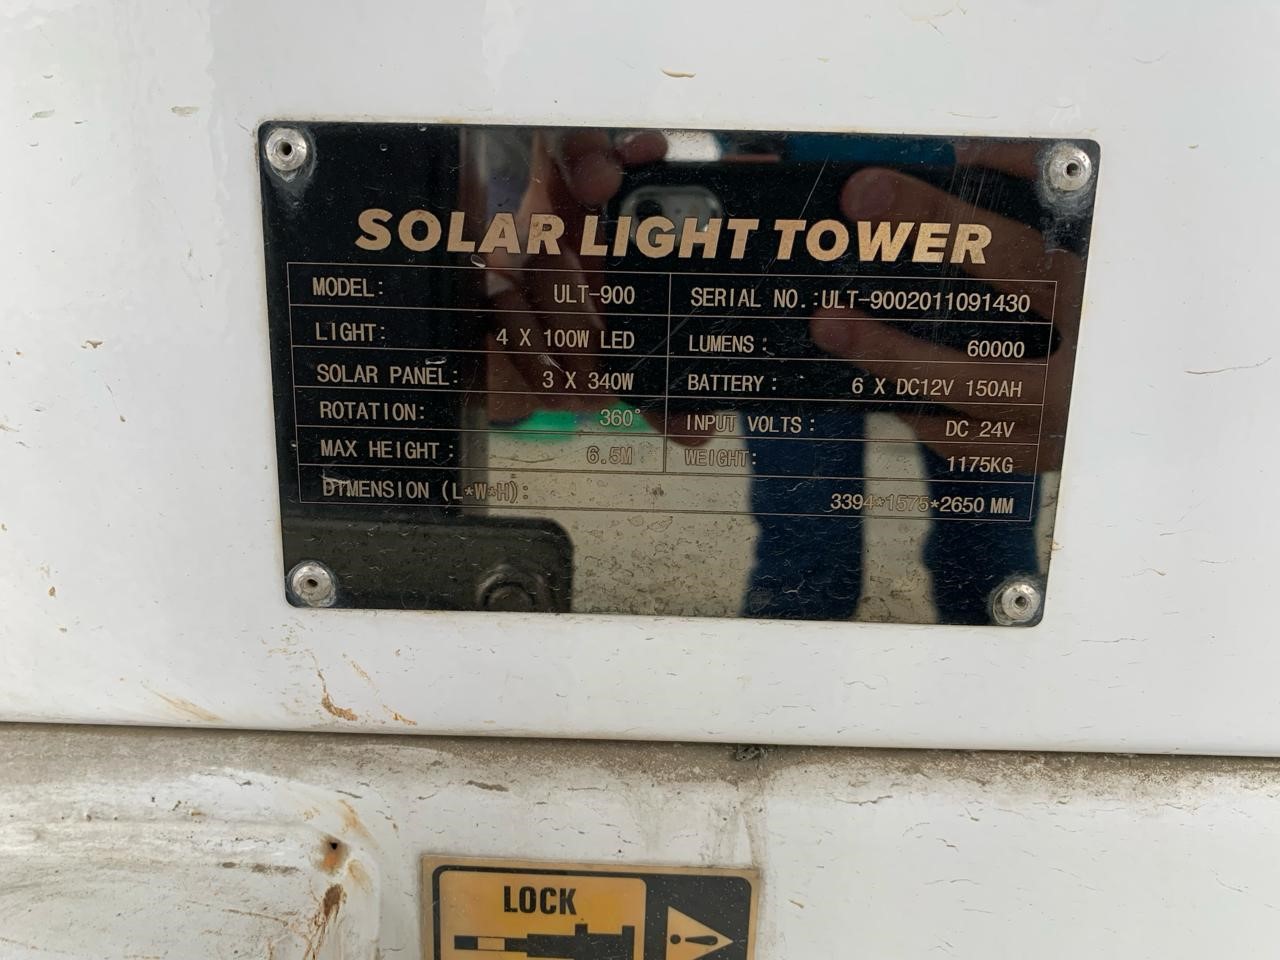 SOLAR LIGHT TOWER
MODEL: ULT-900 SERIAL NO.:ULT-9002011091430
LIGHT: 4 X 100W LED LUMENS: 60000
SOLAR PANEL: 3 X 340W BATTERY: 6 X DC12V 150AH
ROTATION: 360° INPUT VOLTS: DC 24V
MAX HEIGHT: 6.5M WEIGHT: 1175KG
DIMENSION (L*W*H): 3394*1575*2650 MM
LOCK